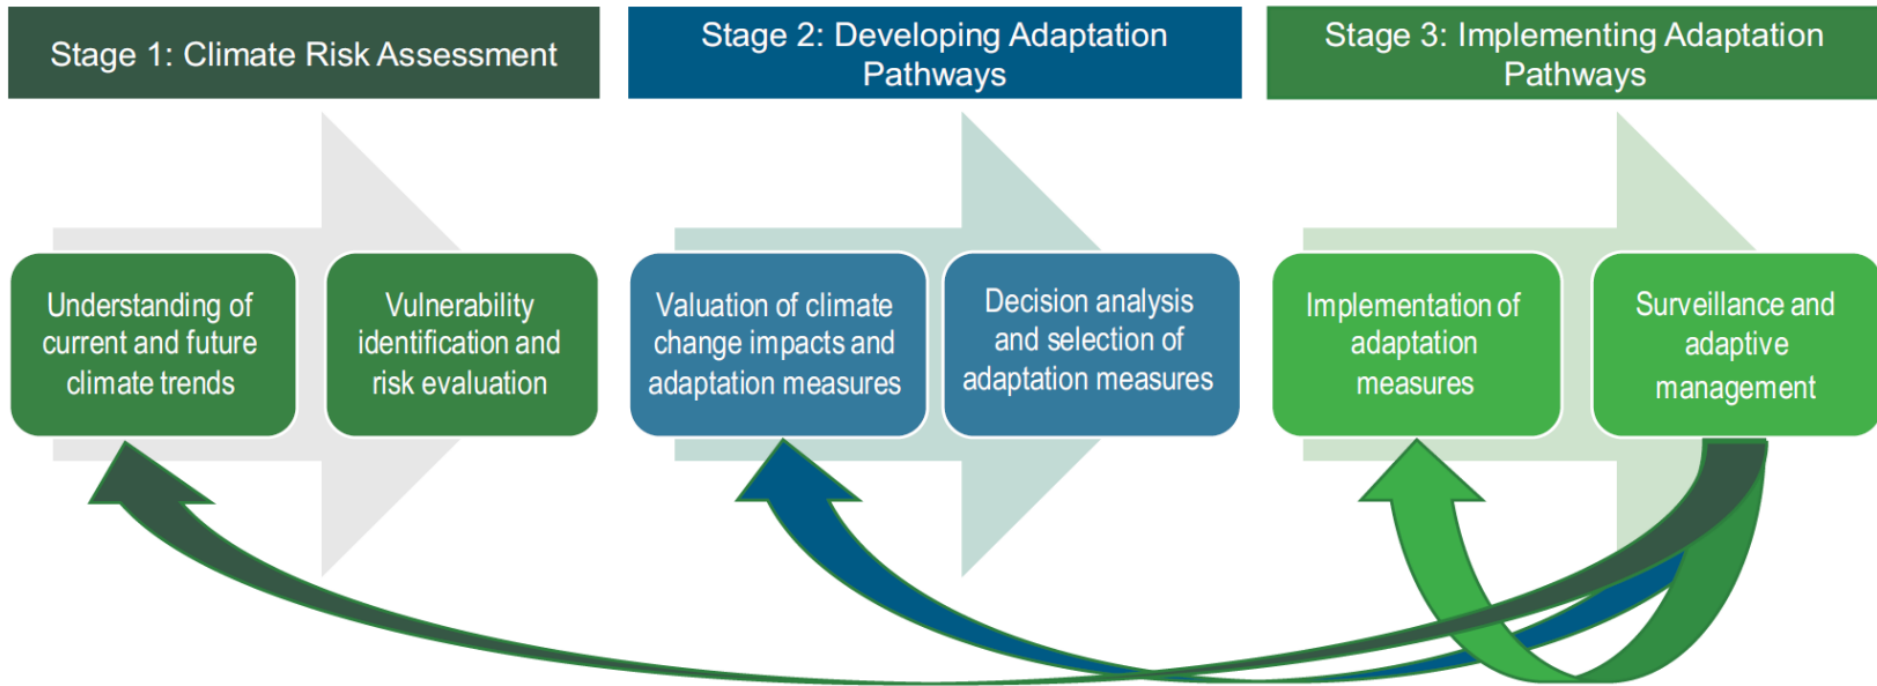 Stage 1: Climate Risk Assessment
Stage 2: Developing Adaptation
Pathways
Stage 3: Implementing Adaptation
Pathways
Understanding of
current and future
climate trends
Vulnerability
identification and
risk evaluation
Valuation of climate
change impacts and
adaptation measures
Decision analysis
and selection of
adaptation measures
Implementation of
adaptation
measures
Surveillance and
adaptive
management